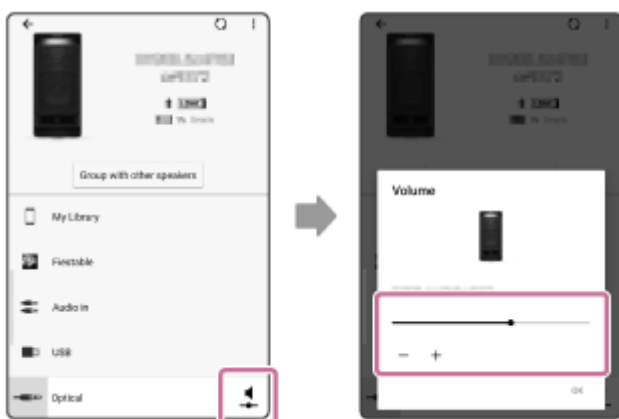 Group with other speakers
My Library
Fiestable
Audio in
USB
Optical
Volume
OK